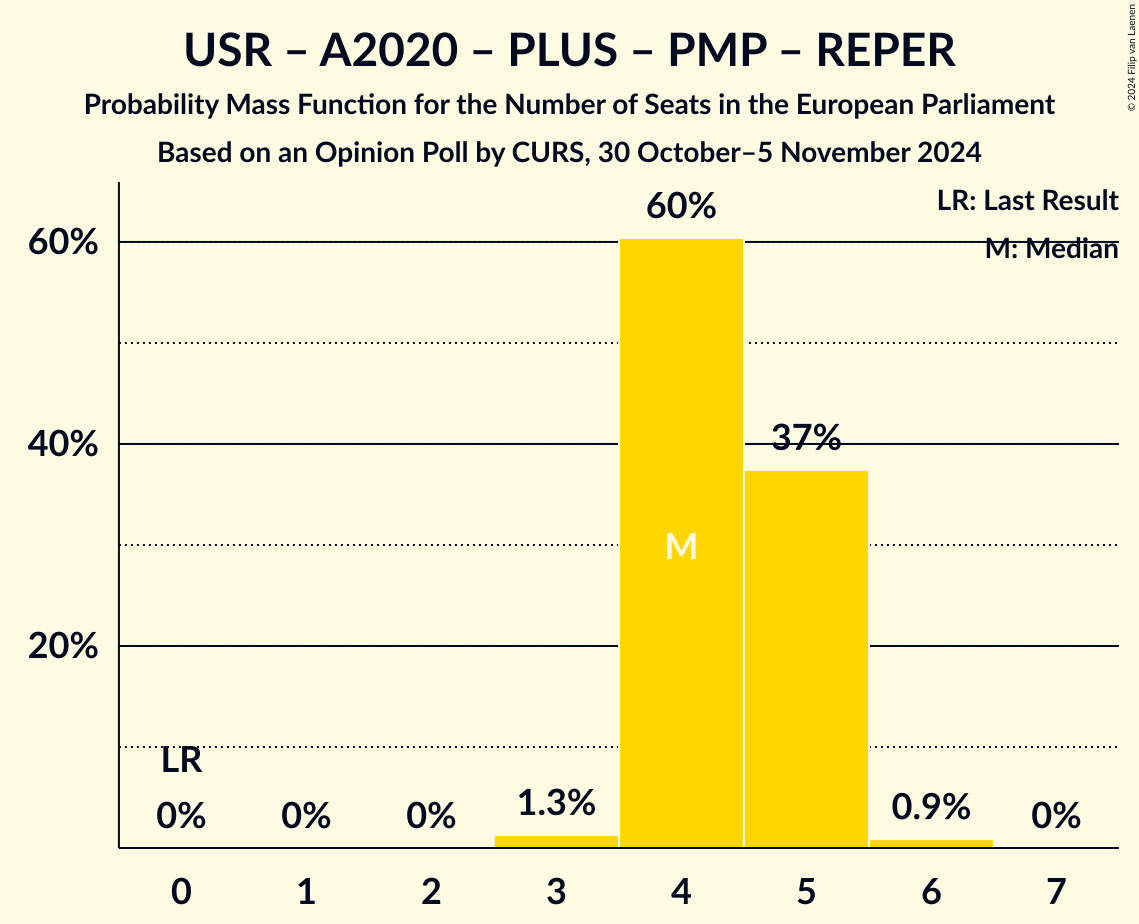 USR – A2020 – PLUS – PMP – REPER
Probability Mass Function for the Number of Seats in the European Parliament
Based on an Opinion Poll by CURS, 30 October–5 November 2024
© 2024 Filip van Laenen
LR: Last Result
M: Median
60%
40%
20%
60%
37%
M
LR
0%
0%
0%
1.3%
0.9%
0%
0
1
2
3
4
5
6
7